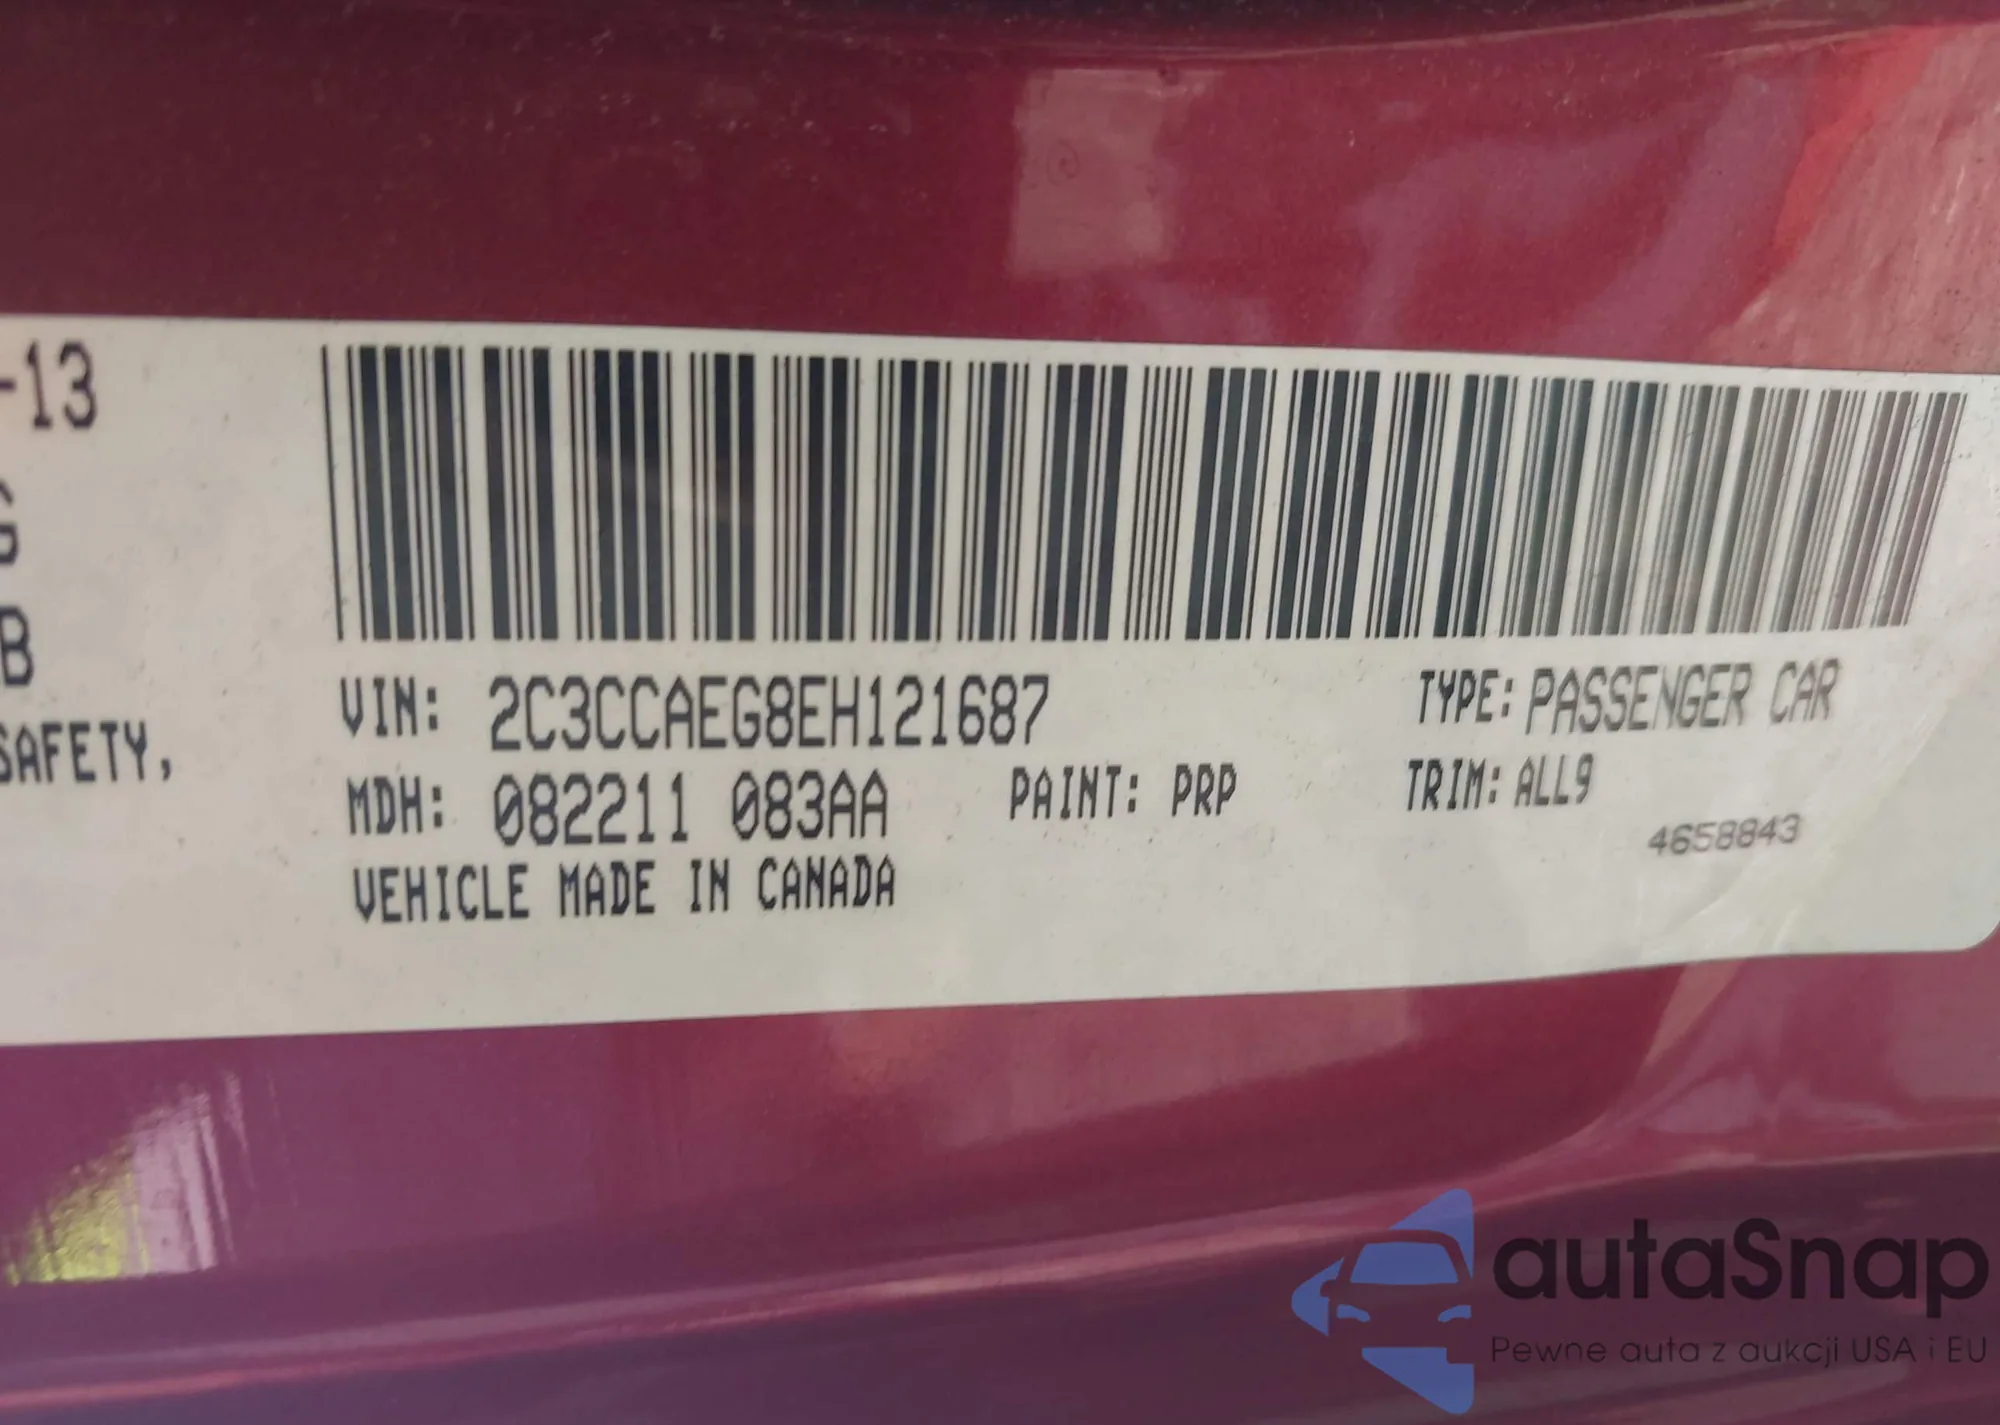 -13
G
B
SAFETY,
VIN: 2C3CCAEG8EH121687
TYPE: PASSENGER CAR
MDH: 082211 083AA
PAINT: PRP
TRIM: ALL9
4658843
VEHICLE MADE IN CANADA
autaSnap
Pewne auta z aukcji USA i EU